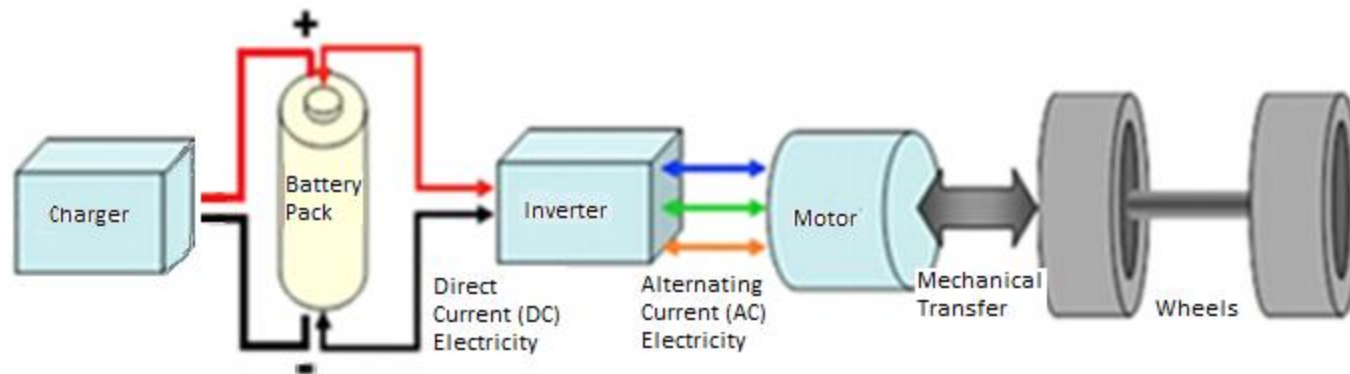 +
Charger
Battery
Pack
Inverter
Motor
Direct
Current (DC)
Electricity
Alternating
Current (AC)
Electricity
Mechanical
Transfer
Wheels
-